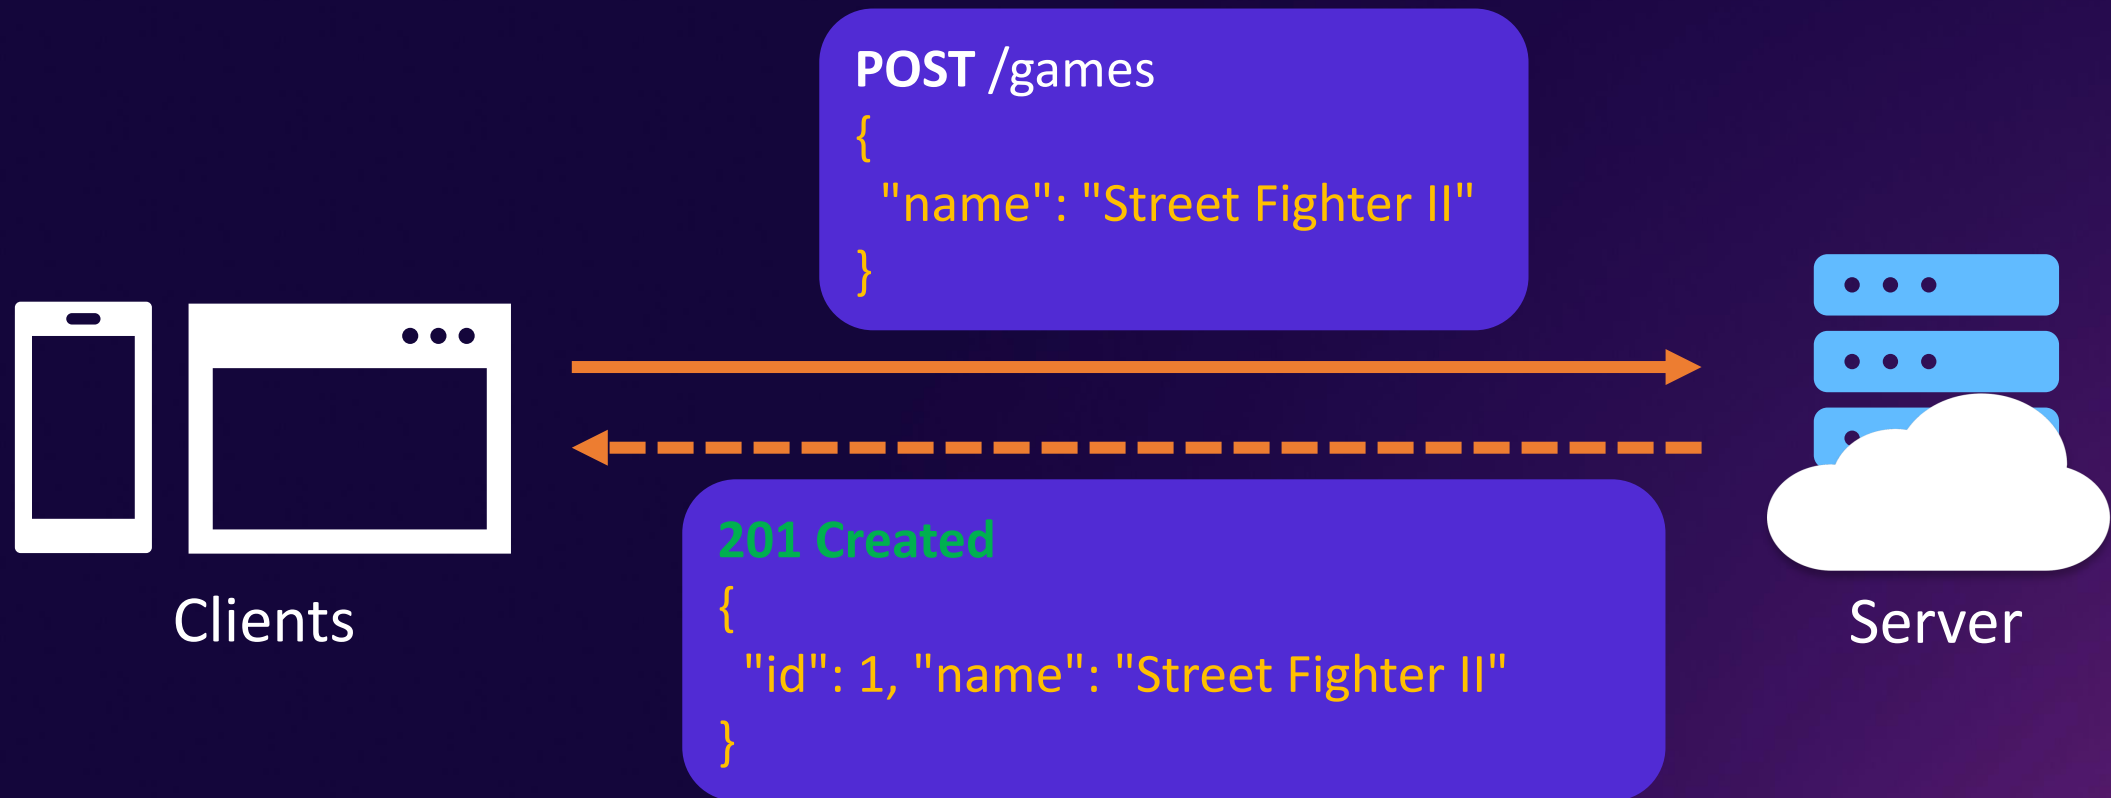 POST /games
{
"name": "Street Fighter II"
}
Clients
Server
201 Created
{
"id": 1, "name": "Street Fighter II"
}